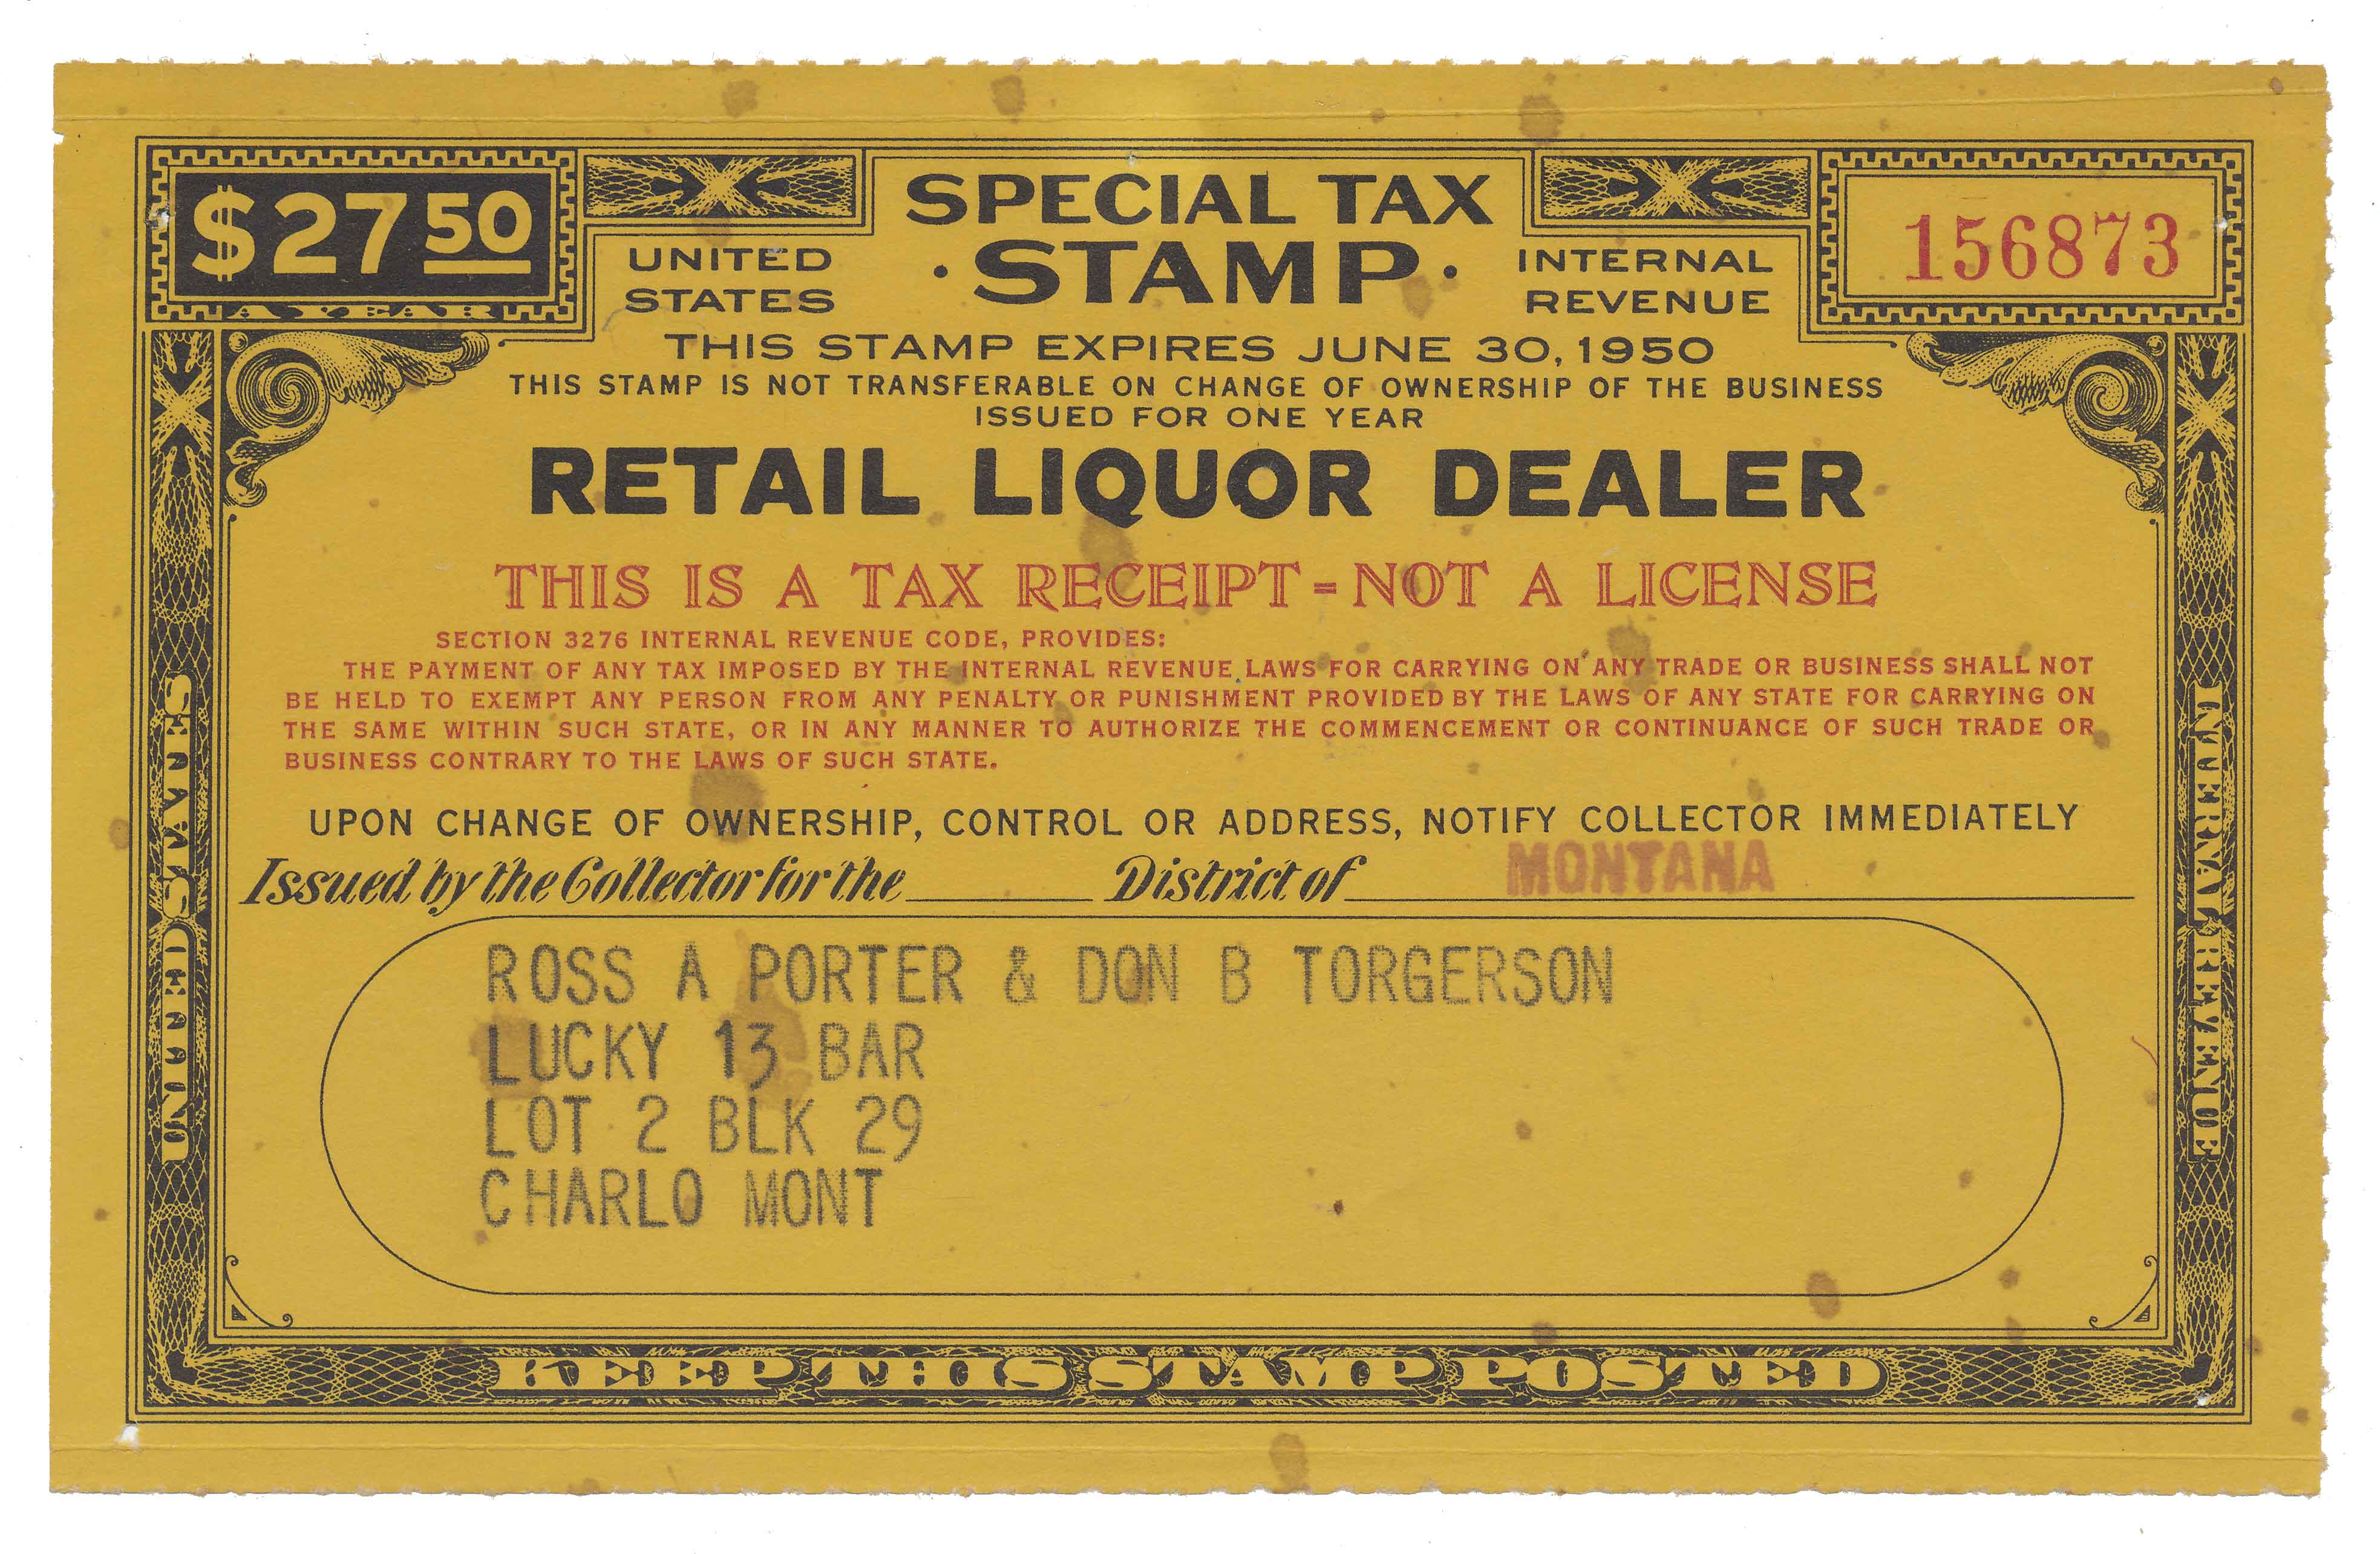 $27 50
A YEAR
SPECIAL TAX
· STAMP ·
UNITED
STATES
INTERNAL
REVENUE
156873
THIS STAMP EXPIRES JUNE 30, 1950
THIS STAMP IS NOT TRANSFERABLE ON CHANGE OF OWNERSHIP OF THE BUSINESS
ISSUED FOR ONE YEAR
RETAIL LIQUOR DEALER
THIS IS A TAX RECEIPT=NOT A LICENSE
SECTION 3276 INTERNAL REVENUE CODE, PROVIDES:
THE PAYMENT OF ANY TAX IMPOSED BY THE INTERNAL REVENUE LAWS FOR CARRYING ON ANY TRADE OR BUSINESS SHALL NOT
BE HELD TO EXEMPT ANY PERSON FROM ANY PENALTY OR PUNISHMENT PROVIDED BY THE LAWS OF ANY STATE FOR CARRYING ON
THE SAME WITHIN SUCH STATE, OR IN ANY MANNER TO AUTHORIZE THE COMMENCEMENT OR CONTINUANCE OF SUCH TRADE OR
BUSINESS CONTRARY TO THE LAWS OF SUCH STATE.
UPON CHANGE OF OWNERSHIP, CONTROL OR ADDRESS, NOTIFY COLLECTOR IMMEDIATELY
Issued by the Collector for the ______ District of MONTANA
ROSS A PORTER & DON B TORGERSON
LUCKY 13 BAR
LOT 2 BLK 29
CHARLO MONT
UNITED STATES
INTERNAL REVENUE
KEEP THIS STAMP POSTED